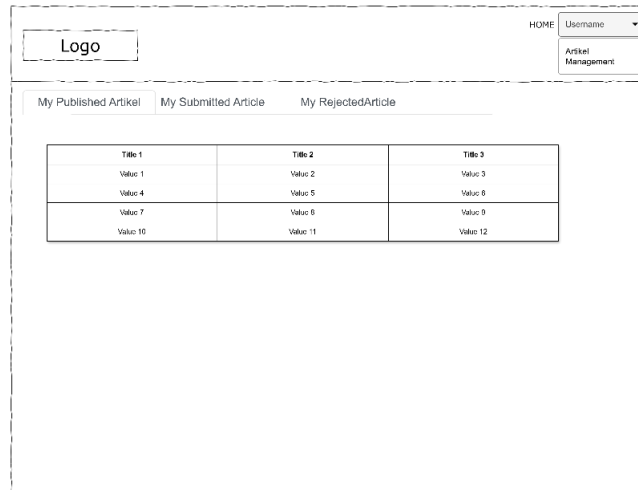 HOME Username
Logo
Artikel
Management
My Published Artikel My Submitted Article My RejectedArticle
Title 1 Title 2 Title 3
Value 1 Value 2 Value 3
Value 4 Value 5 Value 6
Value 7 Value 8 Value 9
Value 10 Value 11 Value 12